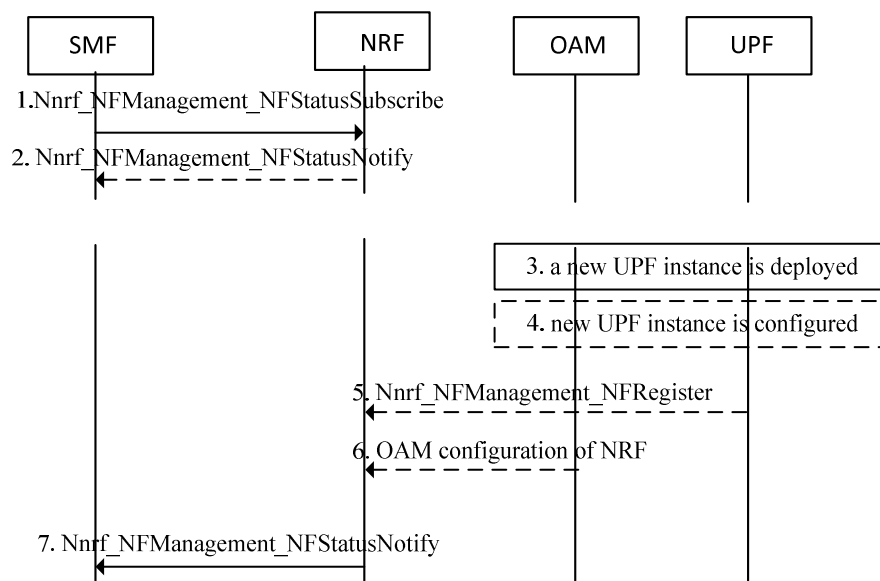 SMF
NRF
OAM
UPF
1.Nnrf_NFManagement_NFStatusSubscribe
2. Nnrf_NFManagement_NFStatusNotify
3. a new UPF instance is deployed
4. new UPF instance is configured
5. Nnrf_NFManagement_NFRegister
6. OAM configuration of NRF
7. Nnrf_NFManagement_NFStatusNotify